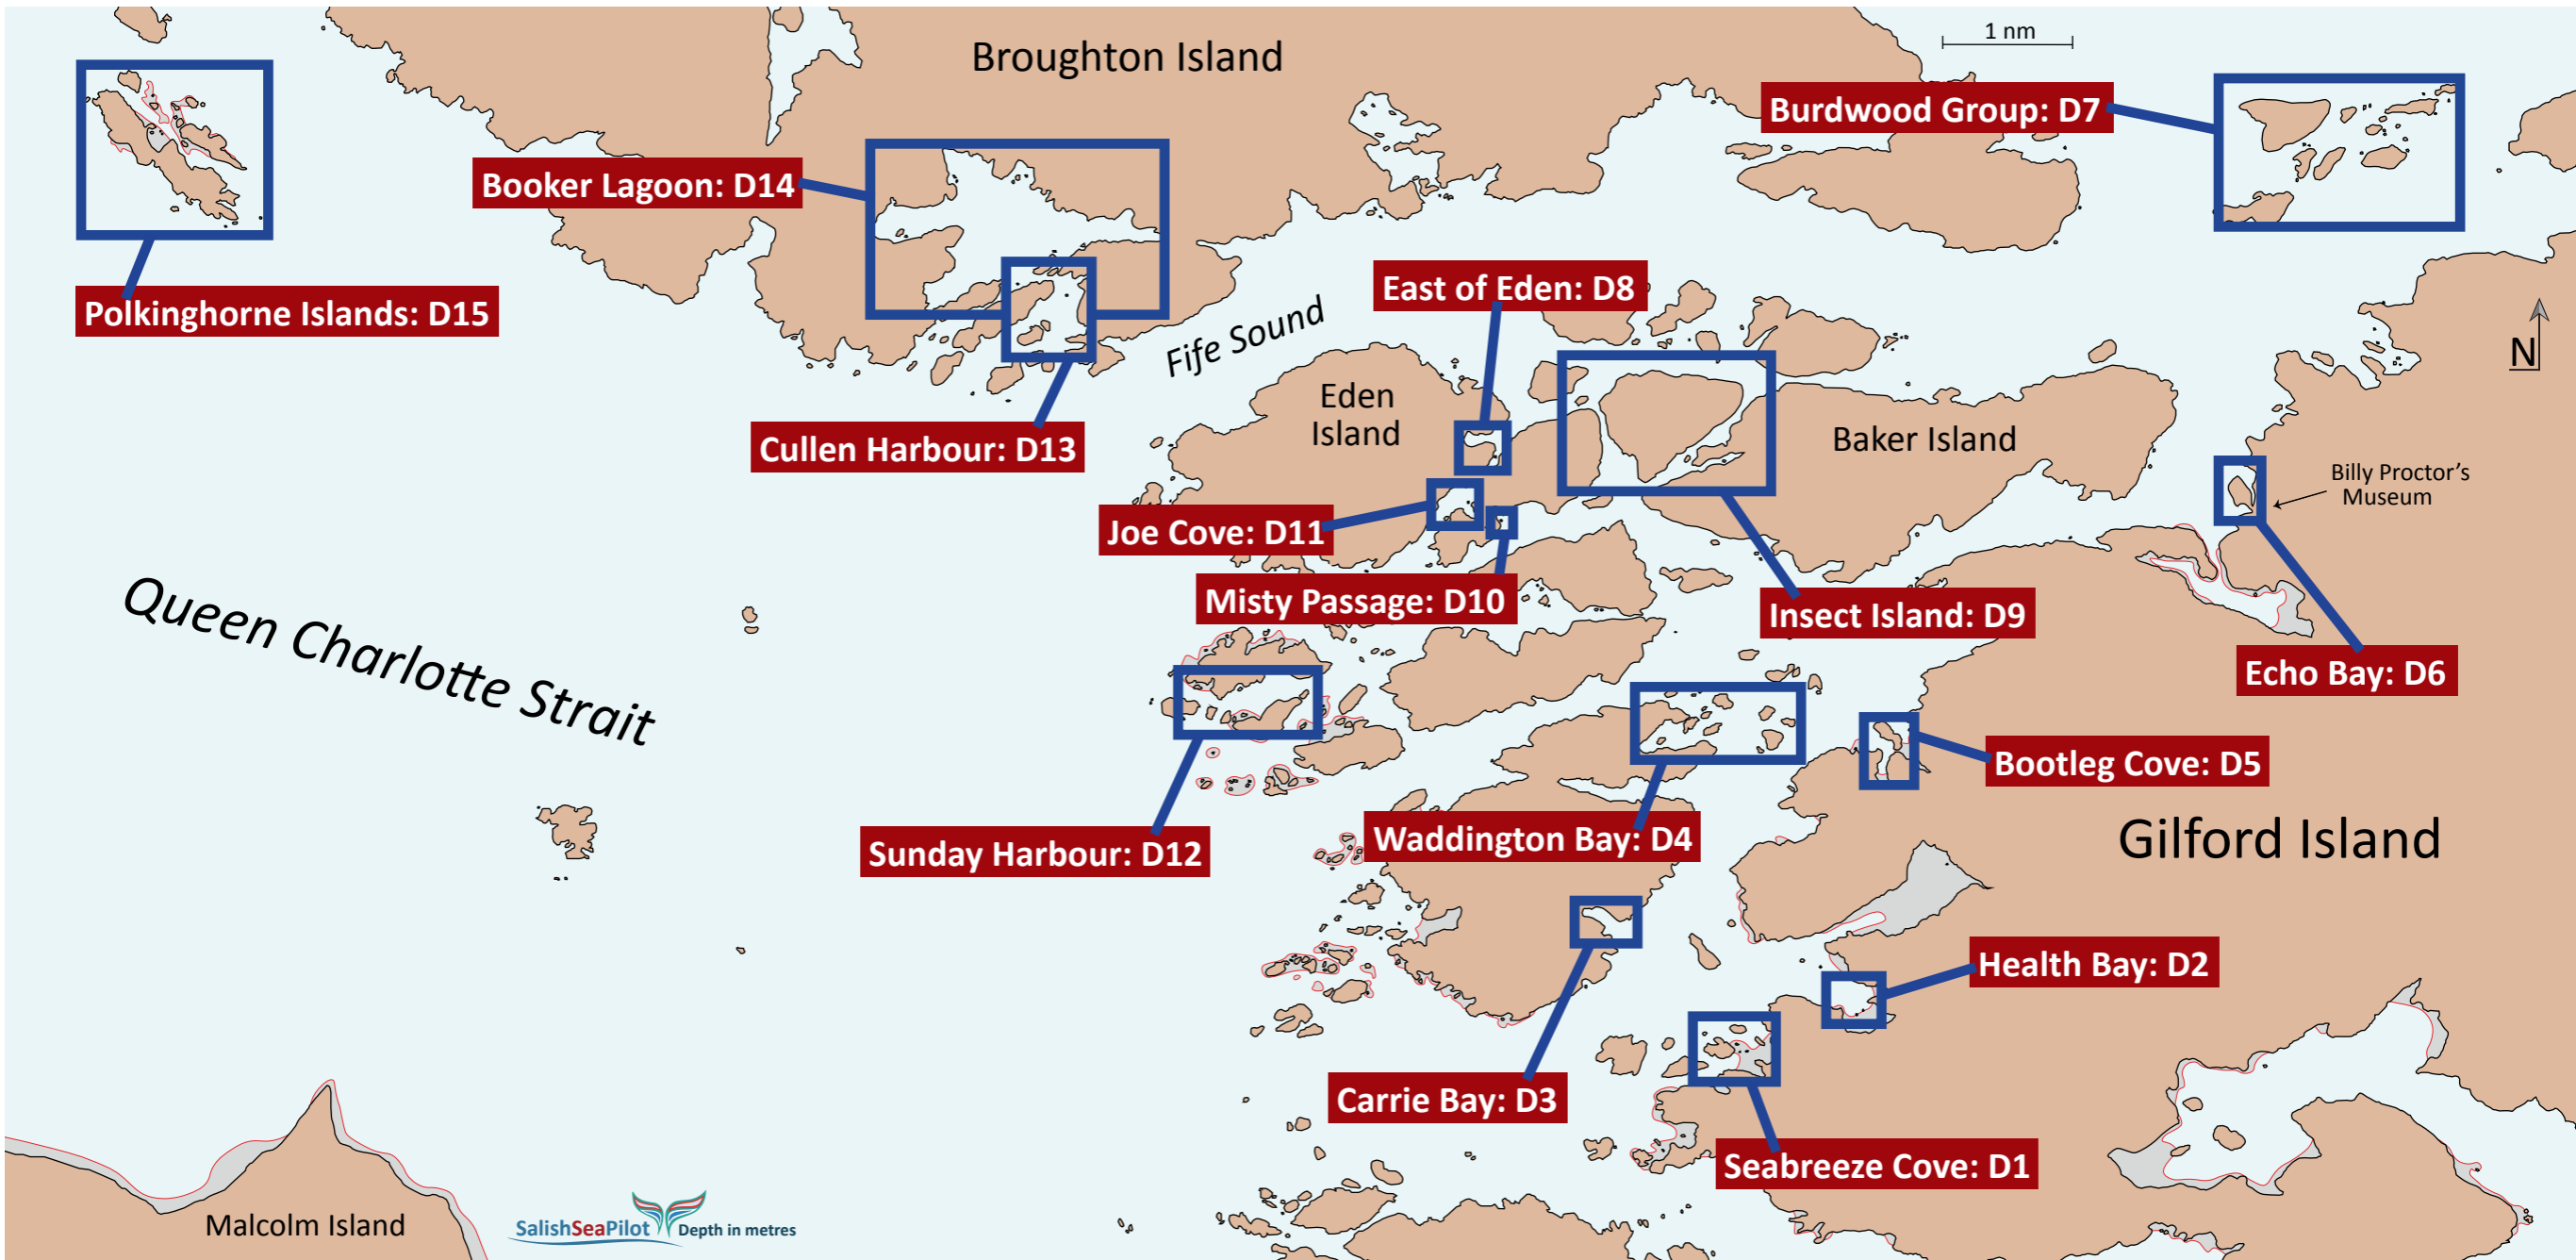 Broughton Island
1 nm
Burdwood Group: D7
Booker Lagoon: D14
East of Eden: D8
Polkinghorne Islands: D15
Fife Sound
N
Eden
Island
Cullen Harbour: D13
Baker Island
Billy Proctor's
Museum
Joe Cove: D11
Misty Passage: D10
Insect Island: D9
Queen Charlotte Strait
Echo Bay: D6
Bootleg Cove: D5
Sunday Harbour: D12
Waddington Bay: D4
Gilford Island
Health Bay: D2
Carrie Bay: D3
Seabreeze Cove: D1
Malcolm Island
SalishSeaPilot Depth in metres